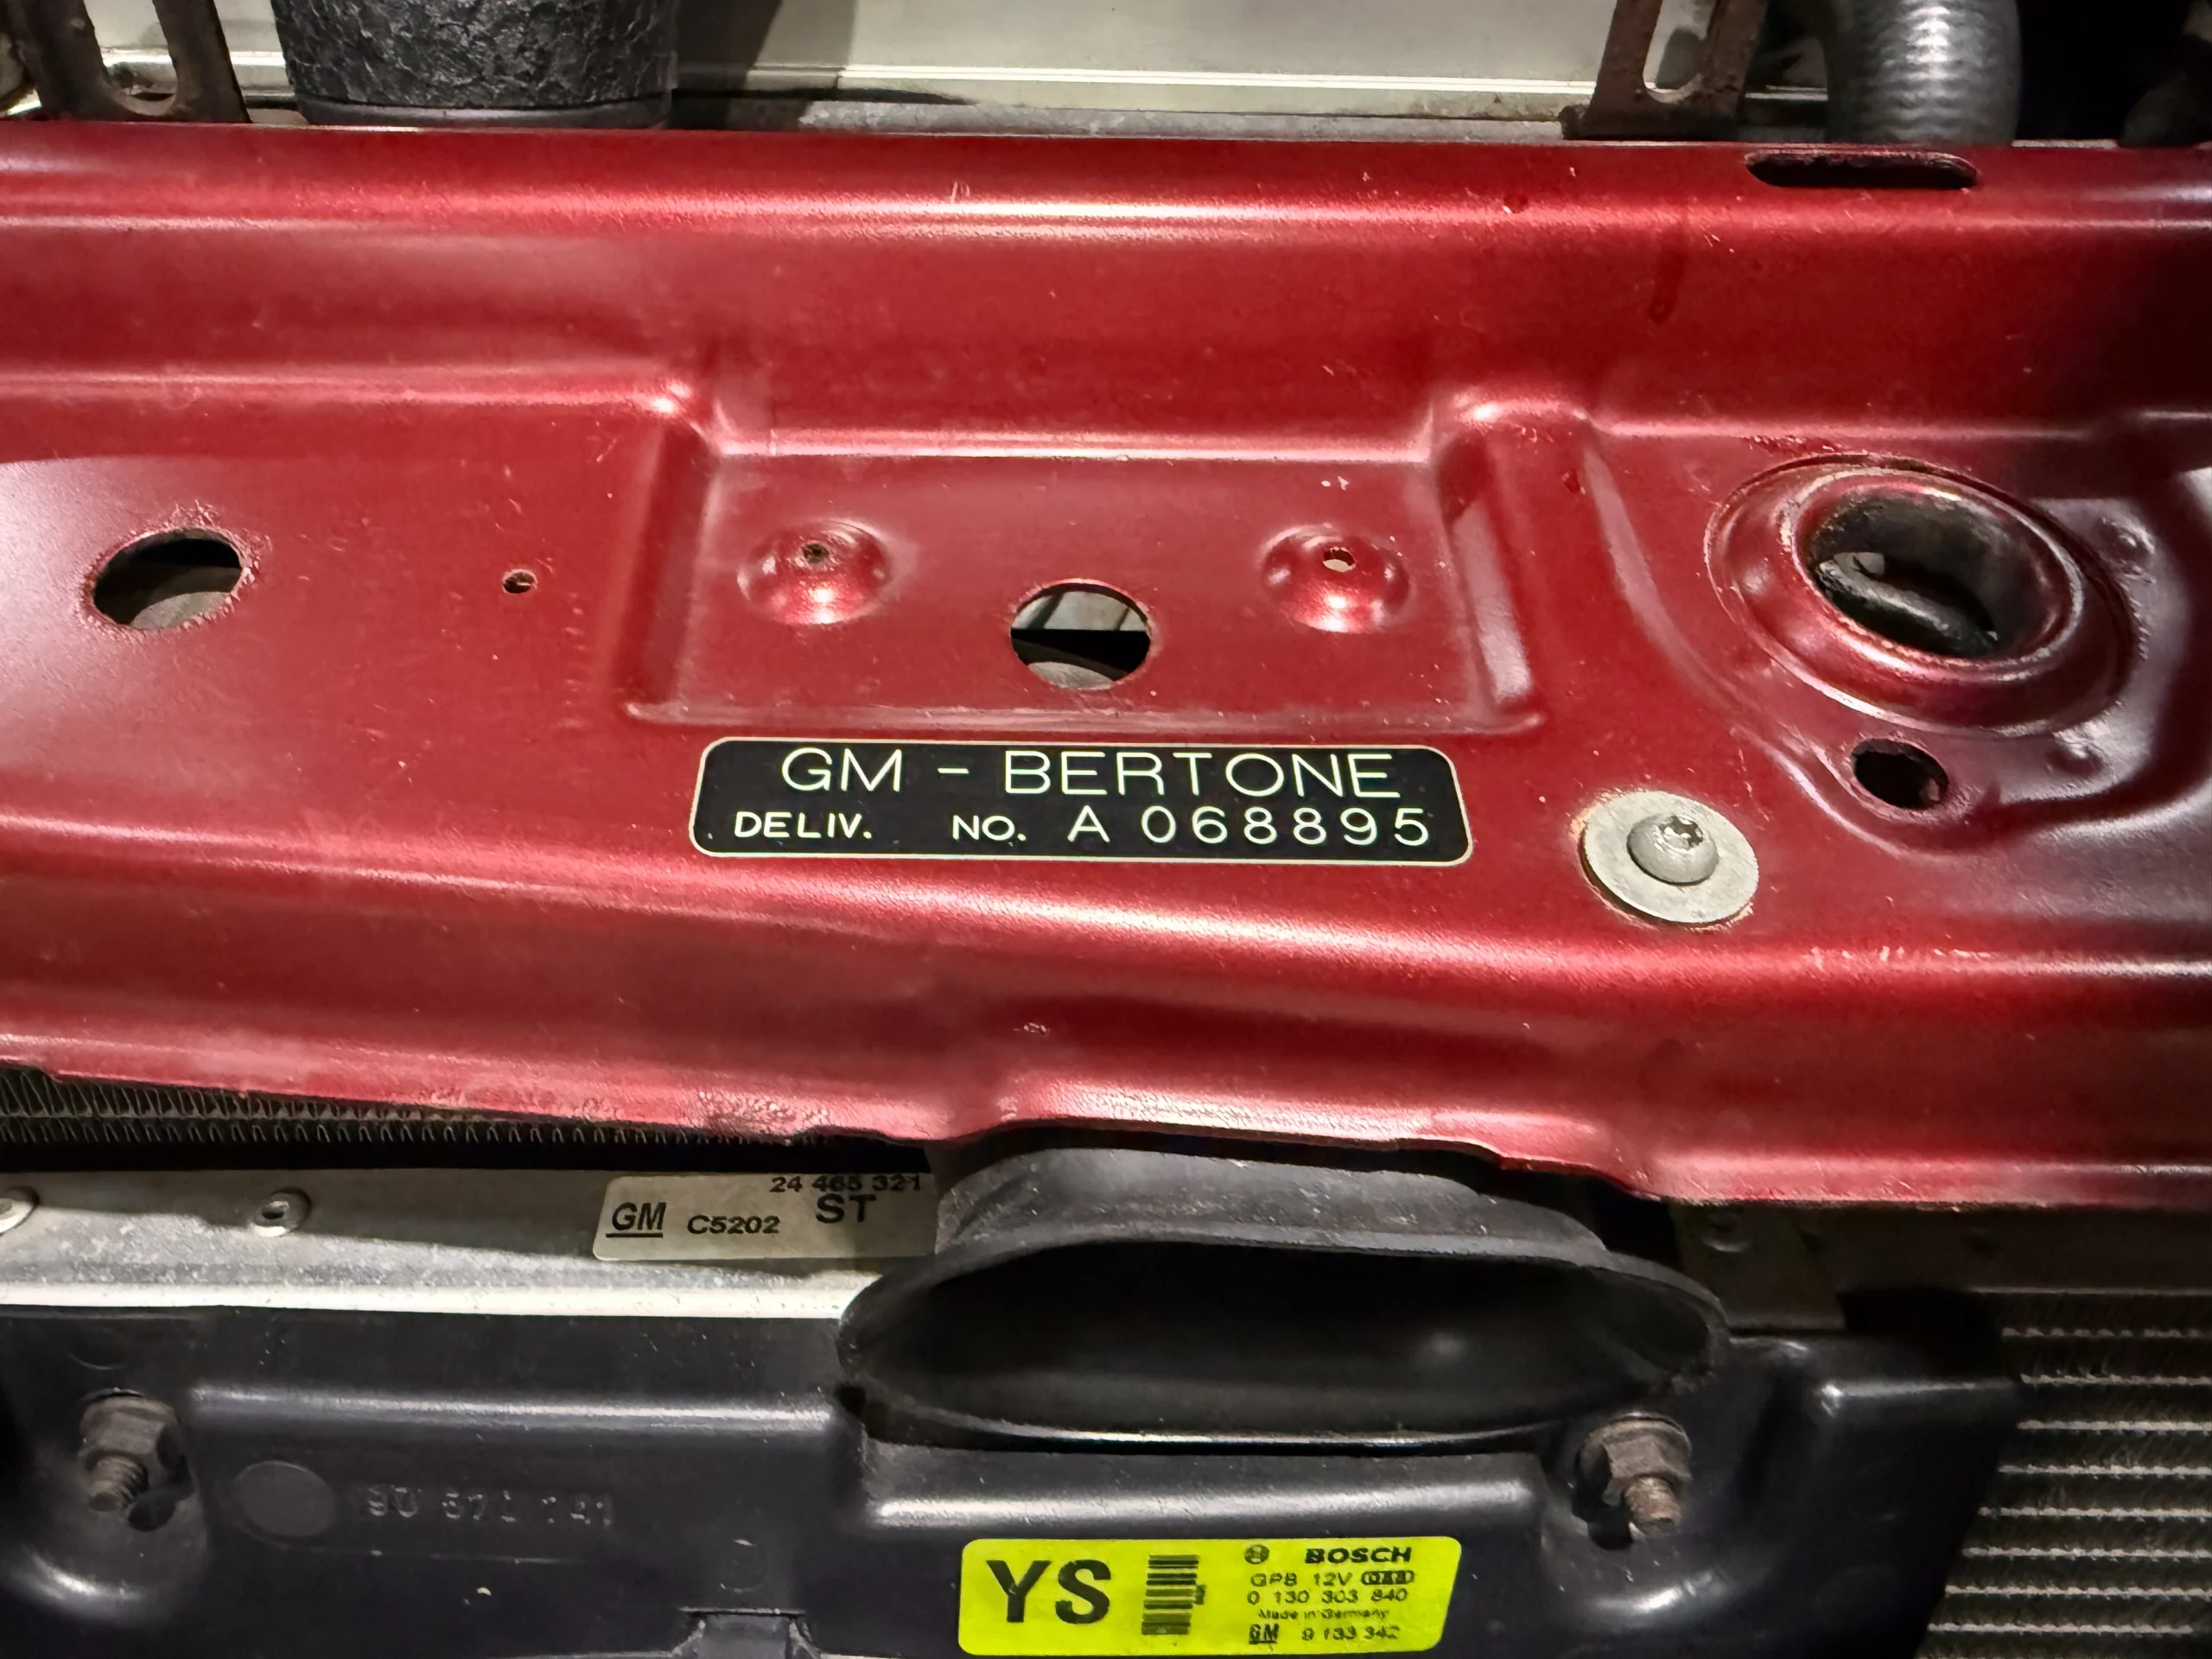 GM - BERTONE
DELIV. NO. A 068895
24 465 321
GM C5202 ST
YS
BOSCH
GPB 12V
0 130 303 840
Made in Germany
GM 9 133 342